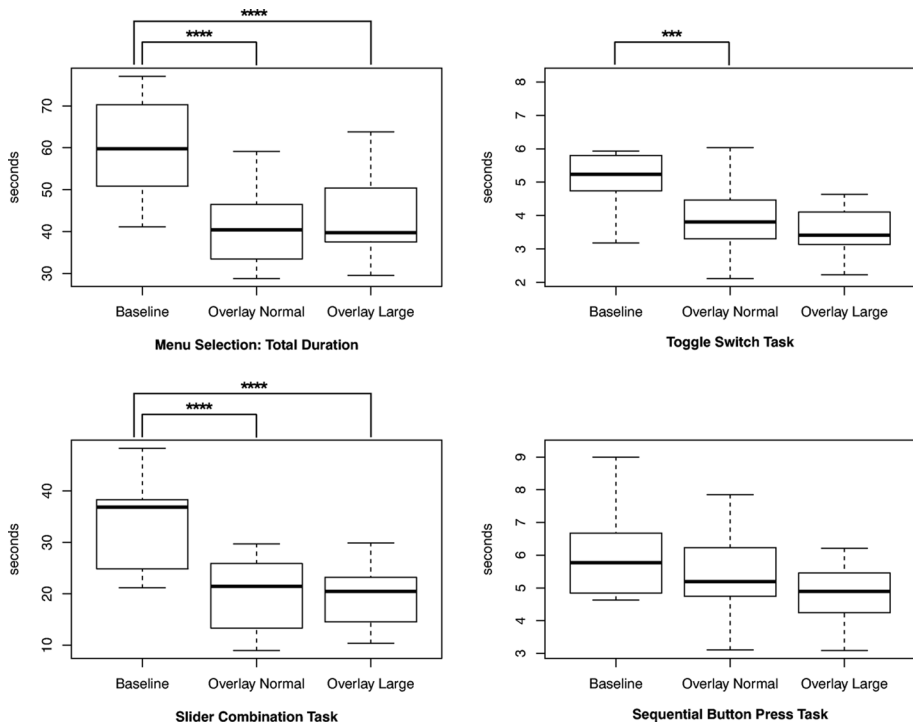 ****
****
seconds
70
60
50
40
30
Baseline Overlay Normal Overlay Large
Menu Selection: Total Duration
***
seconds
8
7
6
5
4
3
2
Baseline Overlay Normal Overlay Large
Toggle Switch Task
****
****
seconds
40
30
20
10
Baseline Overlay Normal Overlay Large
Slider Combination Task
seconds
9
8
7
6
5
4
3
Baseline Overlay Normal Overlay Large
Sequential Button Press Task